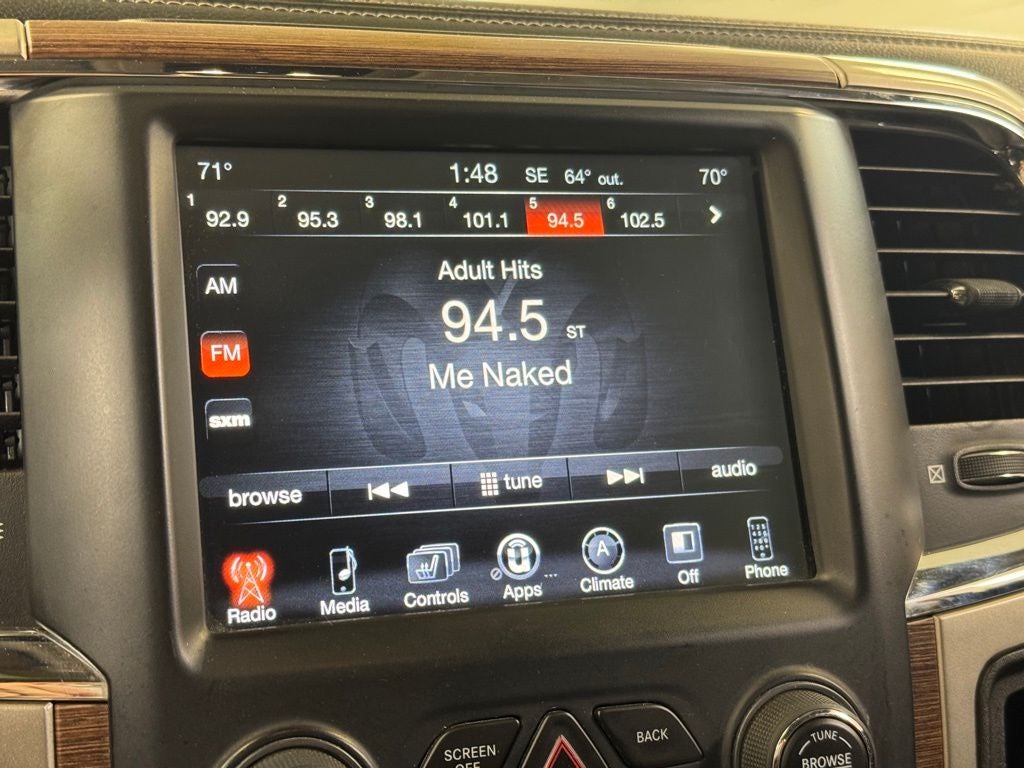 71° 1:48 SE 64° out. 70°
1 92.9 2 95.3 3 98.1 4 101.1 5 94.5 6 102.5
Adult Hits
AM
94.5 ST
FM
Me Naked
sxm
browse tune audio
Radio Media Controls Apps Climate Off Phone
SCREEN
OFF
BACK
TUNE
BROWSE